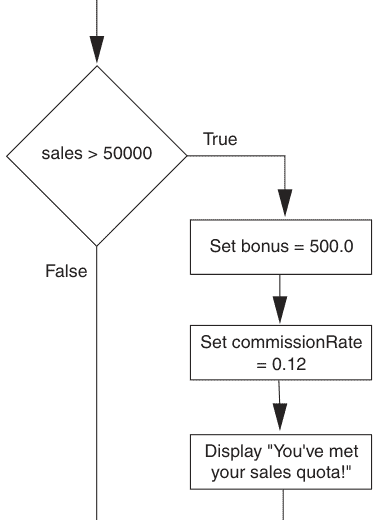 sales > 50000
True
Set bonus = 500.0
False
Set commissionRate
= 0.12
Display "You've met
your sales quota!"